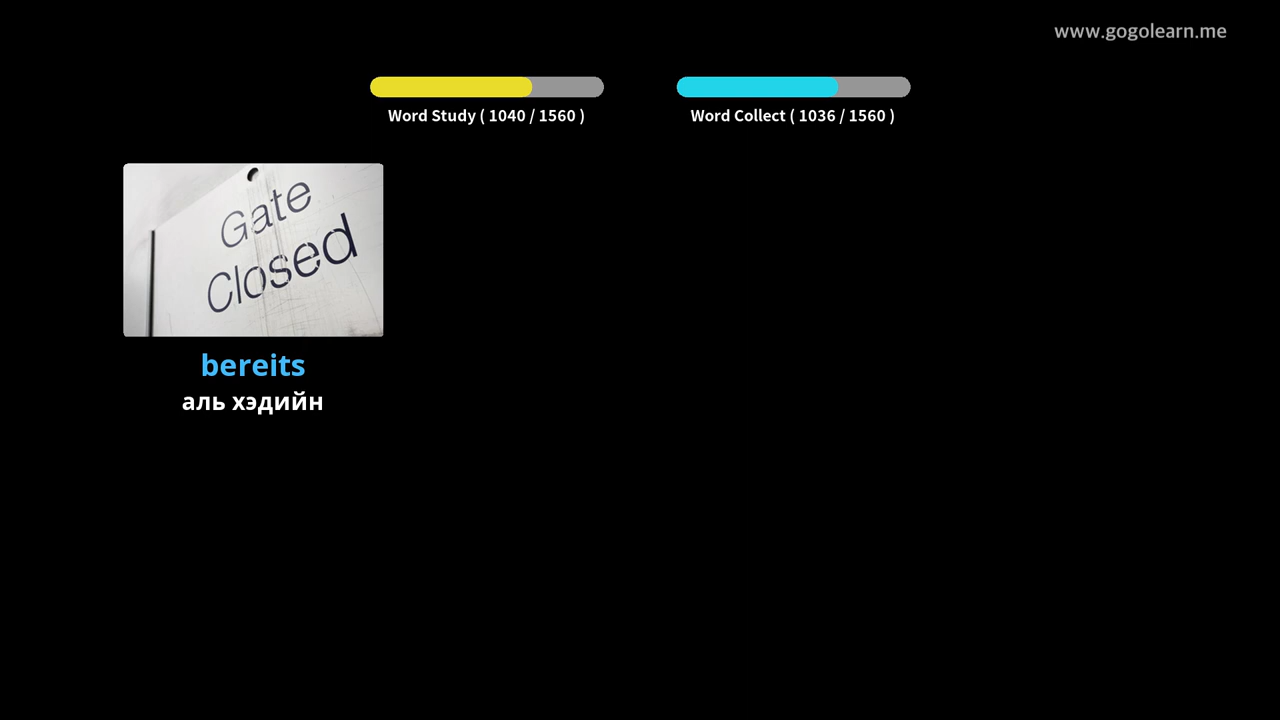 www.gogolearn.me
Word Study ( 1040 / 1560 )
Word Collect ( 1036 / 1560 )
Gate
Closed
bereits
аль хэдийн